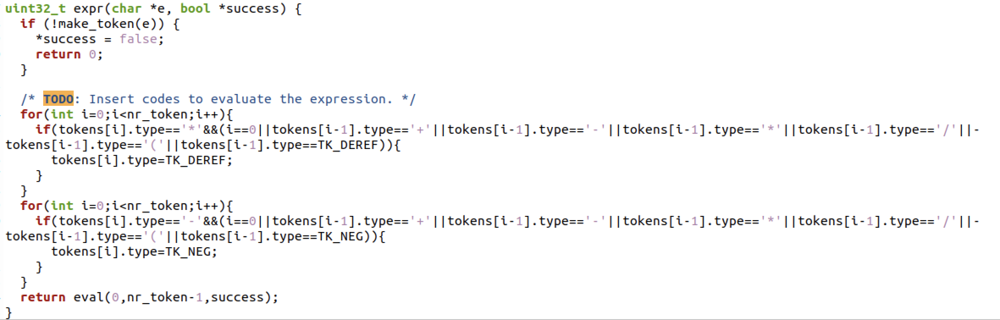 uint32_t expr(char *e, bool *success) {
  if (!make_token(e)) {
    *success = false;
    return 0;
  }

  /* TODO: Insert codes to evaluate the expression. */
  for(int i=0;i<nr_token;i++){
    if(tokens[i].type=='*'&&(i==0||tokens[i-1].type=='+'||tokens[i-1].type=='-'||tokens[i-1].type=='*'||tokens[i-1].type=='/'||-
tokens[i-1].type=='('||tokens[i-1].type==TK_DEREF)){
      tokens[i].type=TK_DEREF;
    }
  }
  for(int i=0;i<nr_token;i++){
    if(tokens[i].type=='-'&&(i==0||tokens[i-1].type=='+'||tokens[i-1].type=='-'||tokens[i-1].type=='*'||tokens[i-1].type=='/'||-
tokens[i-1].type=='('||tokens[i-1].type==TK_NEG)){
      tokens[i].type=TK_NEG;
    }
  }
  return eval(0,nr_token-1,success);
}